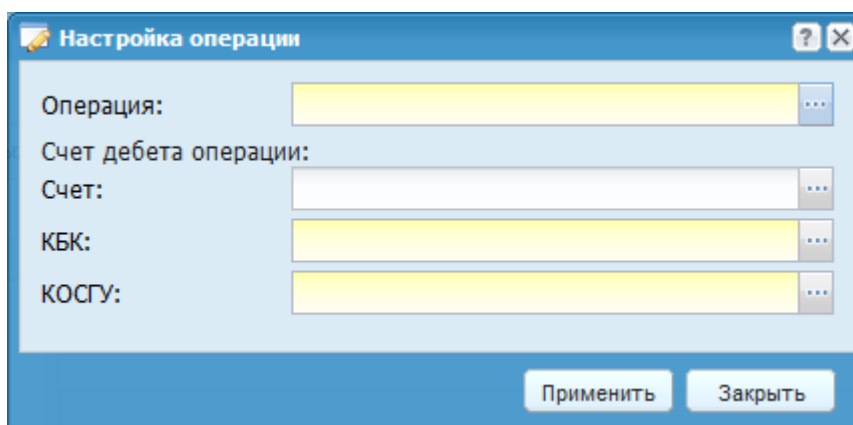 Настройка операции
Операция:
Счет дебета операции:
Счет:
КБК:
КОСГУ:
Применить Закрыть